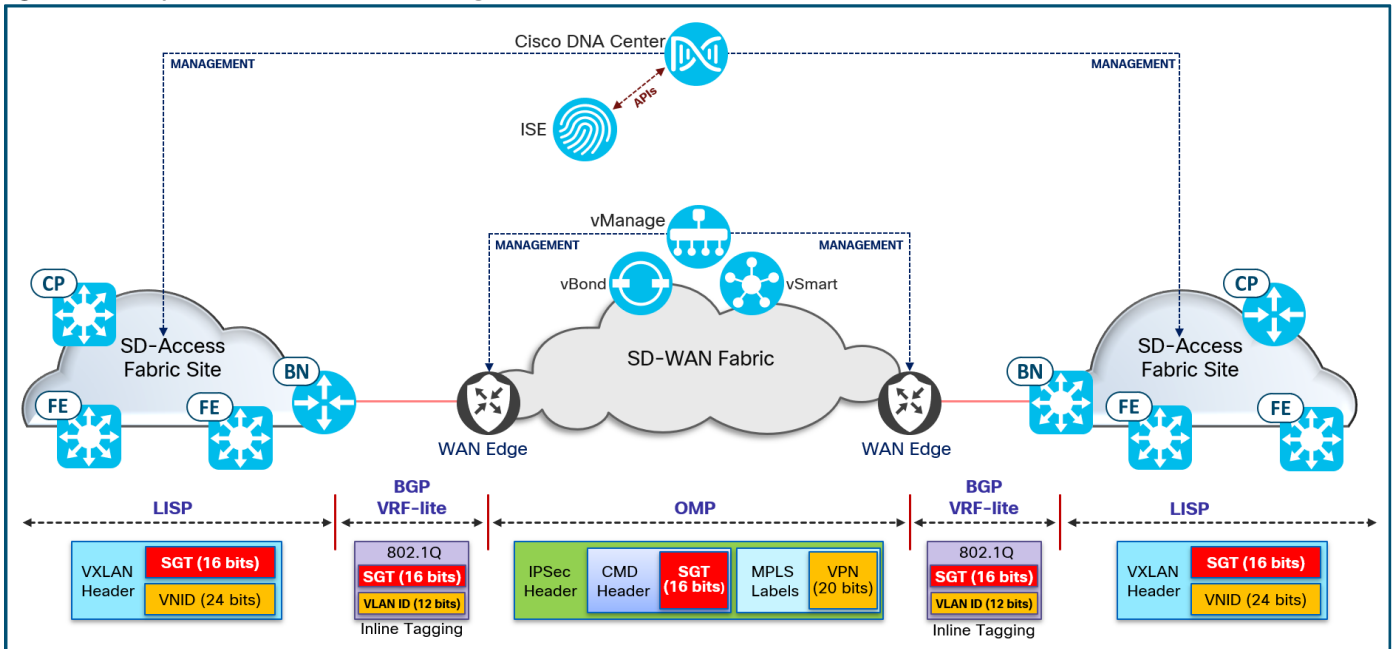 Cisco DNA Center
MANAGEMENT
MANAGEMENT
APIs
ISE
vManage
MANAGEMENT
MANAGEMENT
vBond
vSmart
CP
SD-Access
Fabric Site
BN
FE
FE
SD-WAN Fabric
WAN Edge
WAN Edge
CP
SD-Access
Fabric Site
BN
FE
FE
LISP
BGP
VRF-lite
OMP
BGP
VRF-lite
LISP
VXLAN
Header
SGT (16 bits)
VNID (24 bits)
802.1Q
SGT (16 bits)
VLAN ID (12 bits)
Inline Tagging
IPSec
Header
CMD
Header
SGT
(16 bits)
MPLS
Labels
VPN
(20 bits)
802.1Q
SGT (16 bits)
VLAN ID (12 bits)
Inline Tagging
VXLAN
Header
SGT (16 bits)
VNID (24 bits)